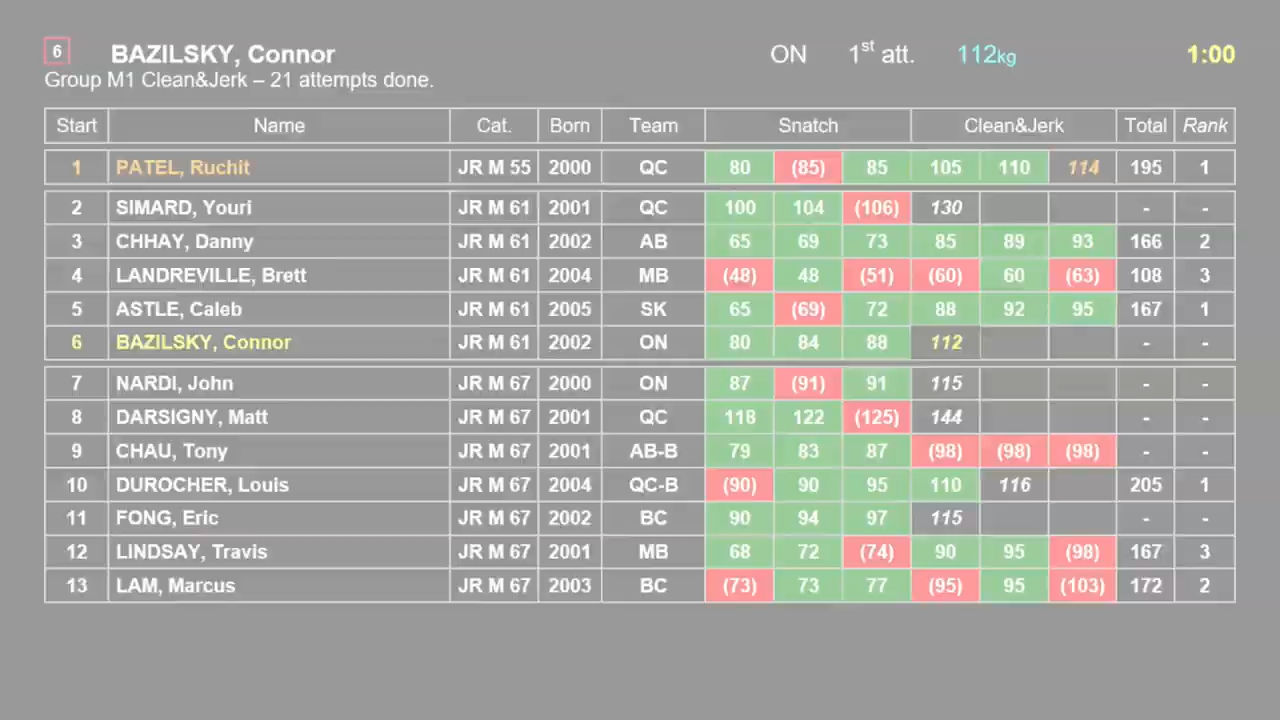 6 BAZILSKY, Connor ON 1st att. 112kg 1:00
Group M1 Clean&Jerk – 21 attempts done.
Start Name Cat. Born Team Snatch Clean&Jerk Total Rank
1 PATEL, Ruchit JR M 55 2000 QC 80 (85) 85 105 110 114 195 1
2 SIMARD, Youri JR M 61 2001 QC 100 104 (106) 130 - -
3 CHHAY, Danny JR M 61 2002 AB 65 69 73 85 89 93 166 2
4 LANDREVILLE, Brett JR M 61 2004 MB (48) 48 (51) (60) 60 (63) 108 3
5 ASTLE, Caleb JR M 61 2005 SK 65 (69) 72 88 92 95 167 1
6 BAZILSKY, Connor JR M 61 2002 ON 80 84 88 112 - -
7 NARDI, John JR M 67 2000 ON 87 (91) 91 115 - -
8 DARSIGNY, Matt JR M 67 2001 QC 118 122 (125) 144 - -
9 CHAU, Tony JR M 67 2001 AB-B 79 83 87 (98) (98) (98) - -
10 DUROCHER, Louis JR M 67 2004 QC-B (90) 90 95 110 116 205 1
11 FONG, Eric JR M 67 2002 BC 90 94 97 115 - -
12 LINDSAY, Travis JR M 67 2001 MB 68 72 (74) 90 95 (98) 167 3
13 LAM, Marcus JR M 67 2003 BC (73) 73 77 (95) 95 (103) 172 2